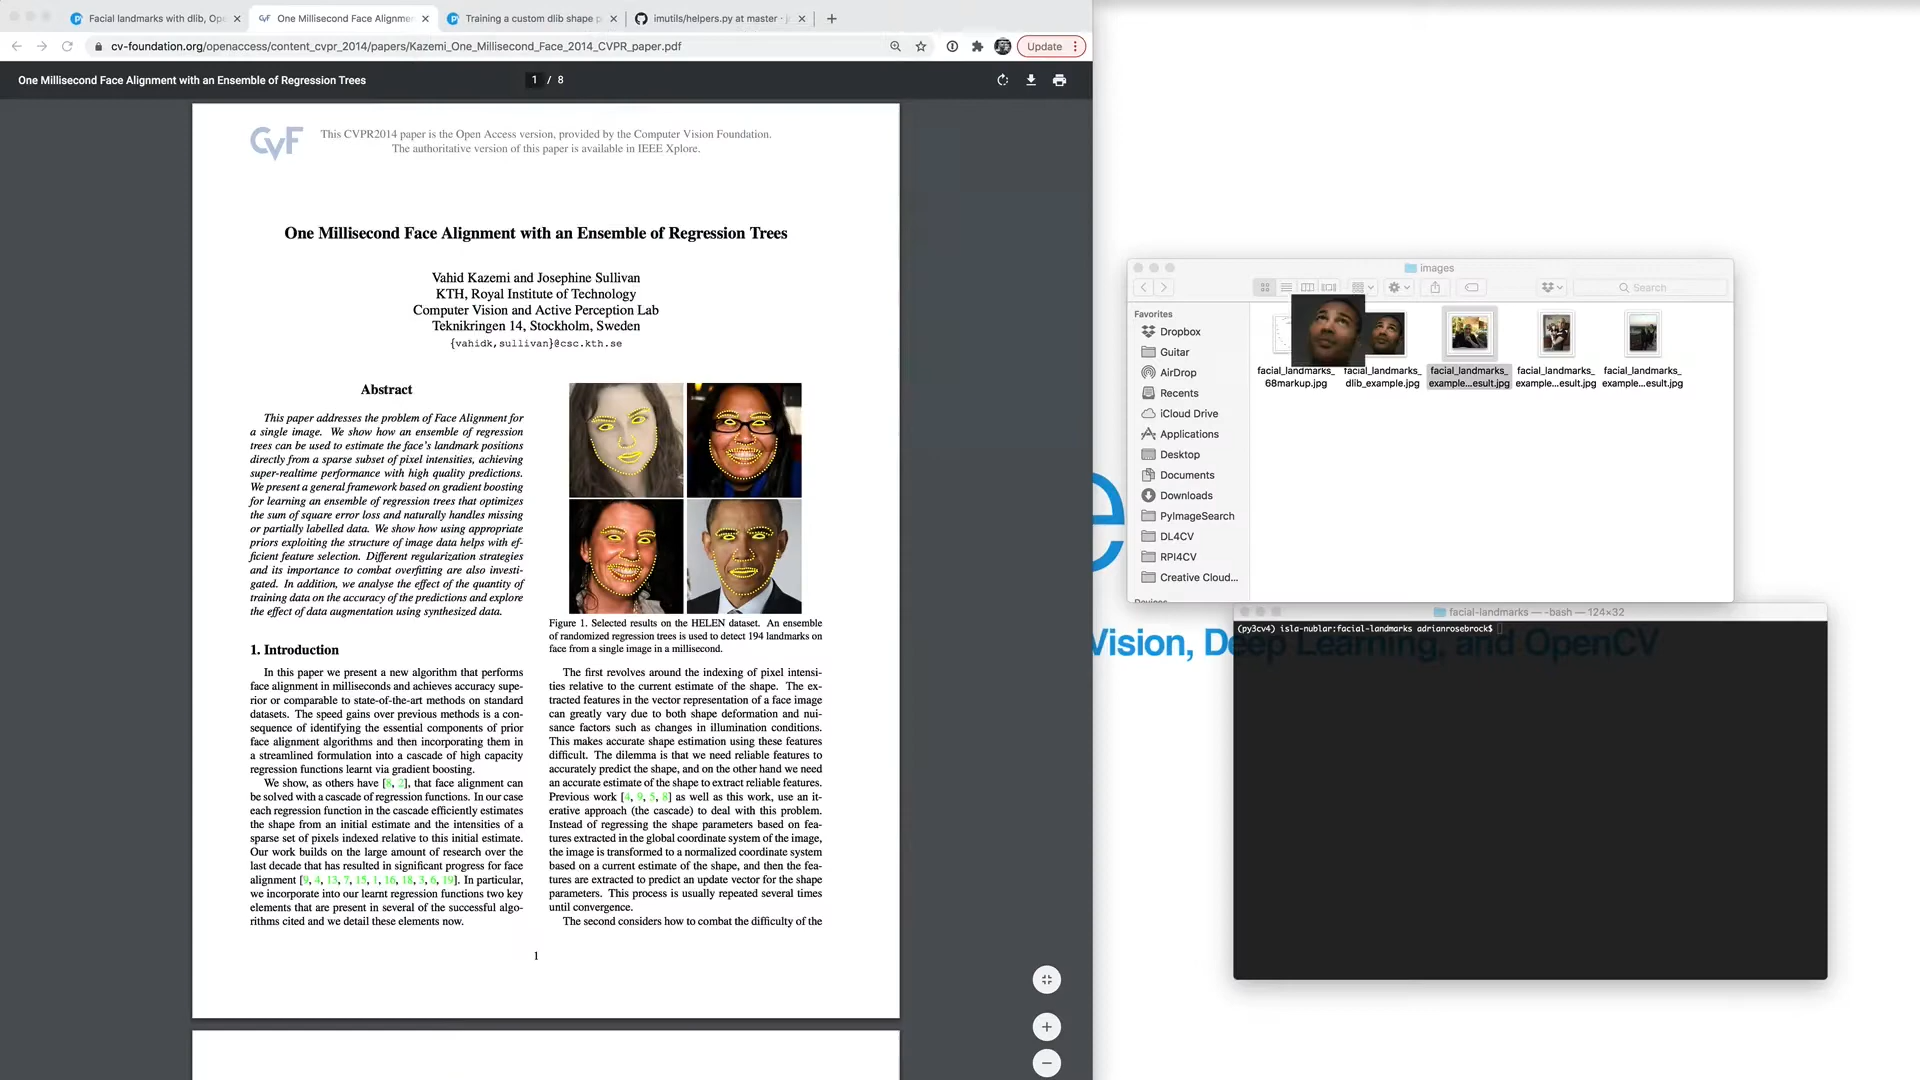 Facial landmarks with dlib, Ope
One Millisecond Face Alignme
Training a custom dlib shape p
imutils/helpers.py at master · j
cv-foundation.org/openaccess/content_cvpr_2014/papers/Kazemi_One_Millisecond_Face_2014_CVPR_paper.pdf
Update
One Millisecond Face Alignment with an Ensemble of Regression Trees
1 / 8
CVF
This CVPR2014 paper is the Open Access version, provided by the Computer Vision Foundation.
The authoritative version of this paper is available in IEEE Xplore.
One Millisecond Face Alignment with an Ensemble of Regression Trees
Vahid Kazemi and Josephine Sullivan
KTH, Royal Institute of Technology
Computer Vision and Active Perception Lab
Teknikringen 14, Stockholm, Sweden
{vahidk,sullivan}@csc.kth.se
Abstract
This paper addresses the problem of Face Alignment for
a single image. We show how an ensemble of regression
trees can be used to estimate the face's landmark positions
directly from a sparse subset of pixel intensities, achieving
super-realtime performance with high quality predictions.
We present a general framework based on gradient boosting
for learning an ensemble of regression trees that optimizes
the sum of square error loss and naturally handles missing
or partially labelled data. We show how using appropriate
priors exploiting the structure of image data helps with ef-
ficient feature selection. Different regularization strategies
and its importance to combat overfitting are also investi-
gated. In addition, we analyse the effect of the quantity of
training data on the accuracy of the predictions and explore
the effect of data augmentation using synthesized data.
1. Introduction
In this paper we present a new algorithm that performs
face alignment in milliseconds and achieves accuracy supe-
rior or comparable to state-of-the-art methods on standard
datasets. The speed gains over previous methods is a con-
sequence of identifying the essential components of prior
face alignment algorithms and then incorporating them in
a streamlined formulation into a cascade of high capacity
regression functions learnt via gradient boosting.
We show, as others have [8, 2], that face alignment can
be solved with a cascade of regression functions. In our case
each regression function in the cascade efficiently estimates
the shape from an initial estimate and the intensities of a
sparse set of pixels indexed relative to this initial estimate.
Our work builds on the large amount of research over the
last decade that has resulted in significant progress for face
alignment [9, 4, 13, 7, 15, 1, 16, 18, 3, 6, 19]. In particular,
we incorporate into our learnt regression functions two key
elements that are present in several of the successful algo-
rithms cited and we detail these elements now.
Figure 1. Selected results on the HELEN dataset. An ensemble
of randomized regression trees is used to detect 194 landmarks on
face from a single image in a millisecond.
The first revolves around the indexing of pixel intensi-
ties relative to the current estimate of the shape. The ex-
tracted features in the vector representation of a face image
can greatly vary due to both shape deformation and nui-
sance factors such as changes in illumination conditions.
This makes accurate shape estimation using these features
difficult. The dilemma is that we need reliable features to
accurately predict the shape, and on the other hand we need
an accurate estimate of the shape to extract reliable features.
Previous work [4, 9, 5, 8] as well as this work, use an it-
erative approach (the cascade) to deal with this problem.
Instead of regressing the shape parameters based on fea-
tures extracted in the global coordinate system of the image,
the image is transformed to a normalized coordinate system
based on a current estimate of the shape, and then the fea-
tures are extracted to predict an update vector for the shape
parameters. This process is usually repeated several times
until convergence.
The second considers how to combat the difficulty of the
1
images
Search
Favorites
Dropbox
Guitar
AirDrop
Recents
iCloud Drive
Applications
Desktop
Documents
Downloads
PyImageSearch
DL4CV
RPI4CV
Creative Cloud...
Devices
facial_landmarks_
68markup.jpg
facial_landmarks_
dlib_example.jpg
facial_landmarks_
example...esult.jpg
facial_landmarks_
example...esult.jpg
facial_landmarks_
example...esult.jpg
facial-landmarks — -bash — 124×32
(py3cv4) isla-nublar:facial-landmarks adrianrosebrock$
e
Vision, Deep Learning, and OpenCV